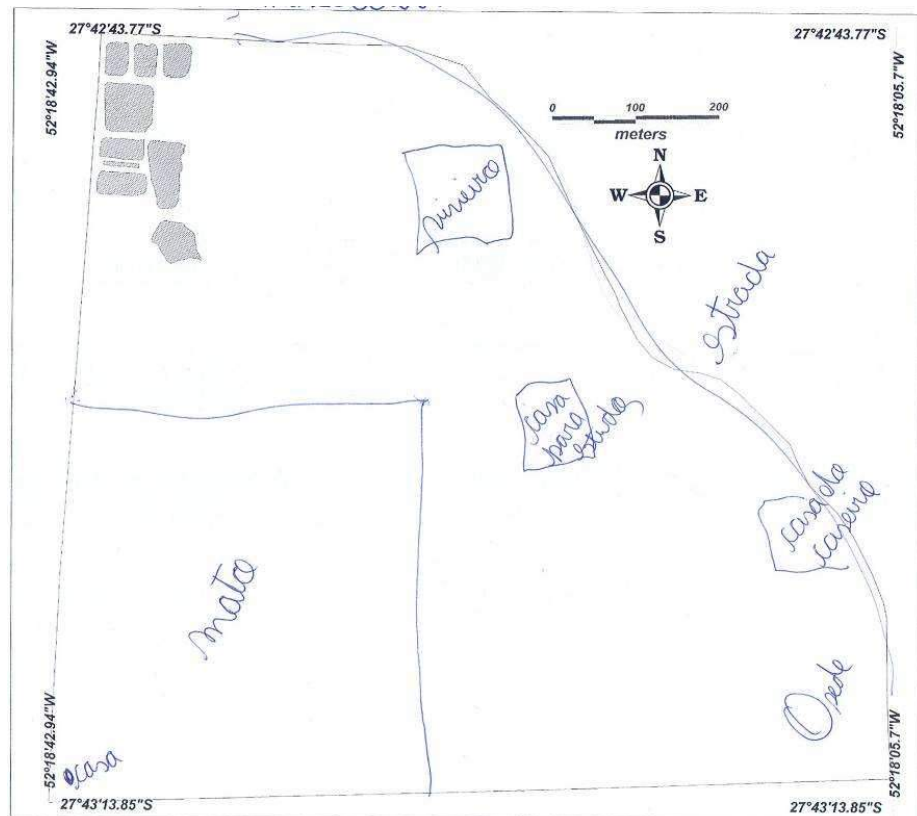 27°42'43.77"S
27°42'43.77"S
52°18'42.94"W
52°18'05.7"W
0 100 200
meters
N
W E
S
viveiro
estrada
casa
para
estudo
casa do
caseiro
mato
sede
52°18'42.94"W
52°18'05.7"W
casa
27°43'13.85"S
27°43'13.85"S